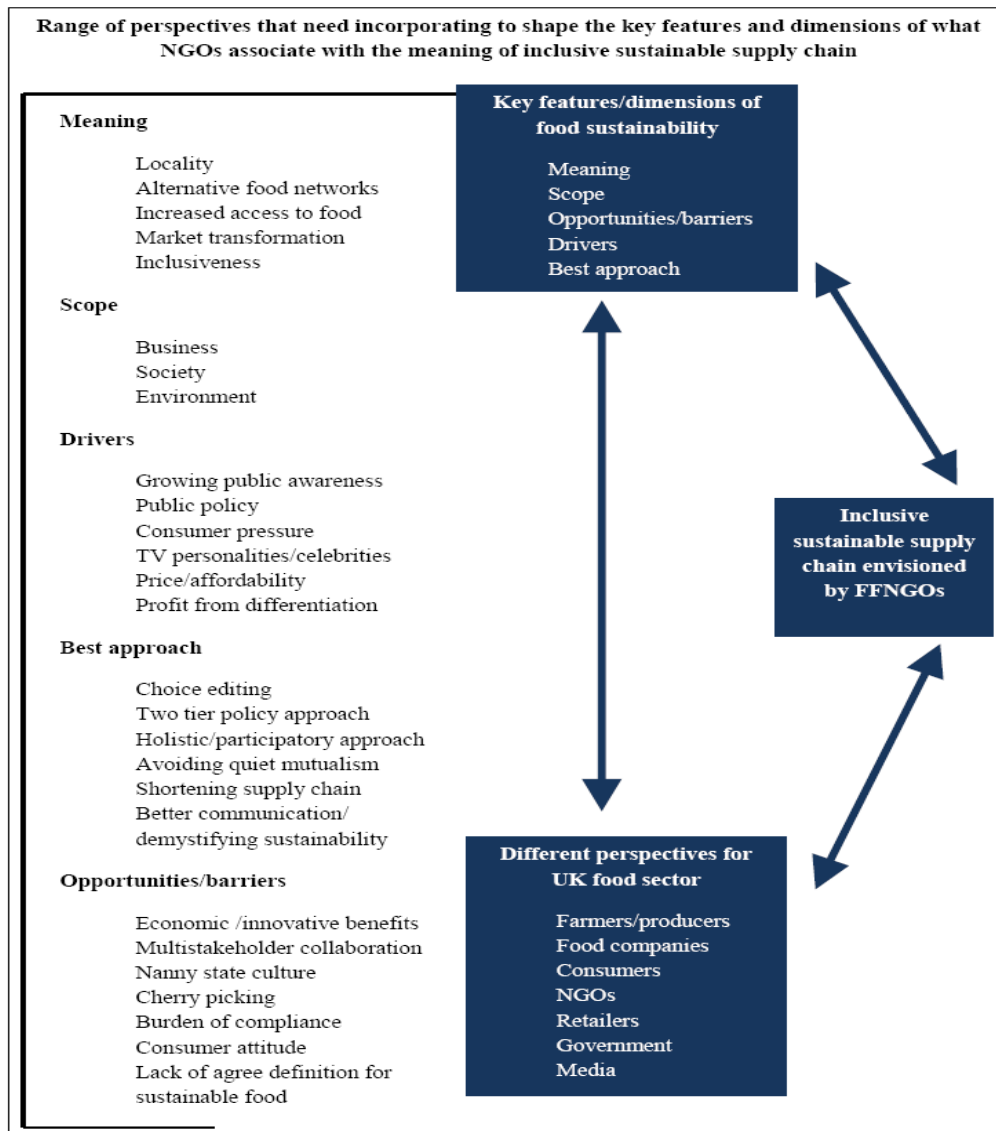 Range of perspectives that need incorporating to shape the key features and dimensions of what
NGOs associate with the meaning of inclusive sustainable supply chain
Meaning
Locality
Alternative food networks
Increased access to food
Market transformation
Inclusiveness
Scope
Business
Society
Environment
Drivers
Growing public awareness
Public policy
Consumer pressure
TV personalities/celebrities
Price/affordability
Profit from differentiation
Best approach
Choice editing
Two tier policy approach
Holistic/participatory approach
Avoiding quiet mutualism
Shortening supply chain
Better communication/
demystifying sustainability
Opportunities/barriers
Economic /innovative benefits
Multistakeholder collaboration
Nanny state culture
Cherry picking
Burden of compliance
Consumer attitude
Lack of agree definition for
sustainable food
Key features/dimensions of
food sustainability
Meaning
Scope
Opportunities/barriers
Drivers
Best approach
Inclusive
sustainable supply
chain envisioned
by FFNGOs
Different perspectives for
UK food sector
Farmers/producers
Food companies
Consumers
NGOs
Retailers
Government
Media